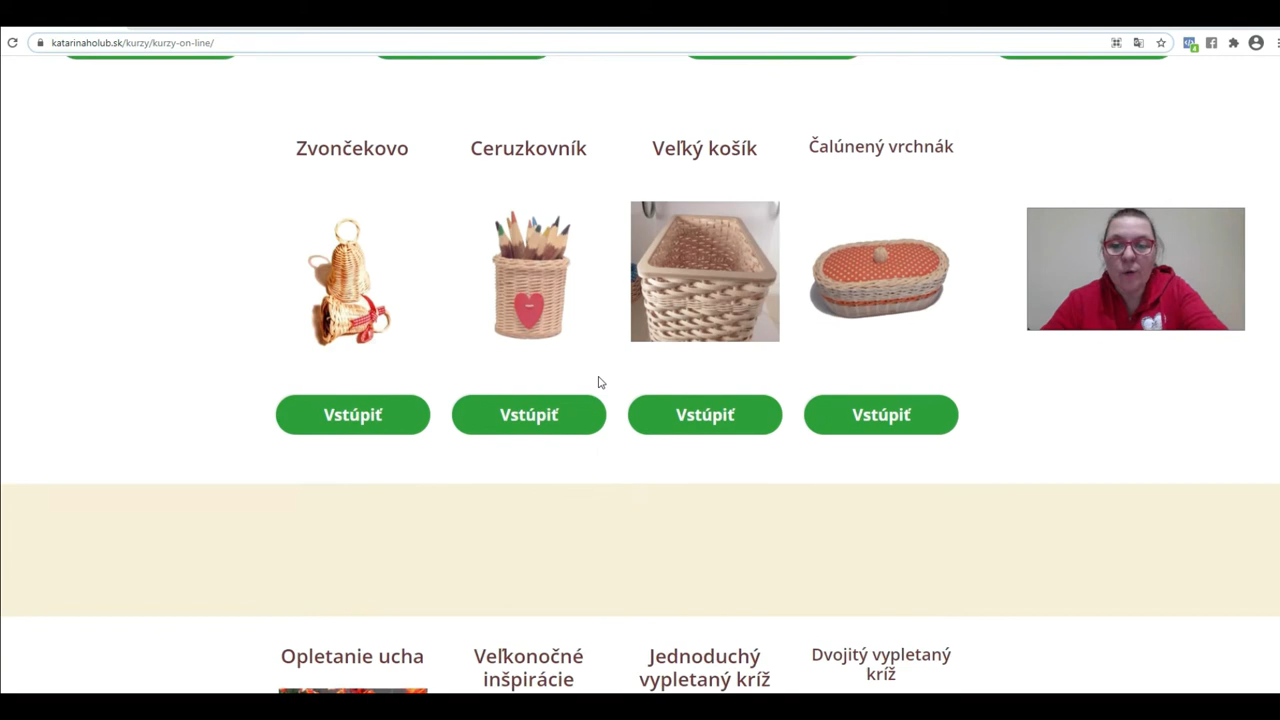 katarinaholub.sk/kurzy/kurzy-on-line/
4
Zvončekovo
Ceruzkovník
Veľký košík
Čalúnený vrchnák
Vstúpiť
Vstúpiť
Vstúpiť
Vstúpiť
Opletanie ucha
Veľkonočné
inšpirácie
Jednoduchý
vypletaný kríž
Dvojitý vypletaný
kríž